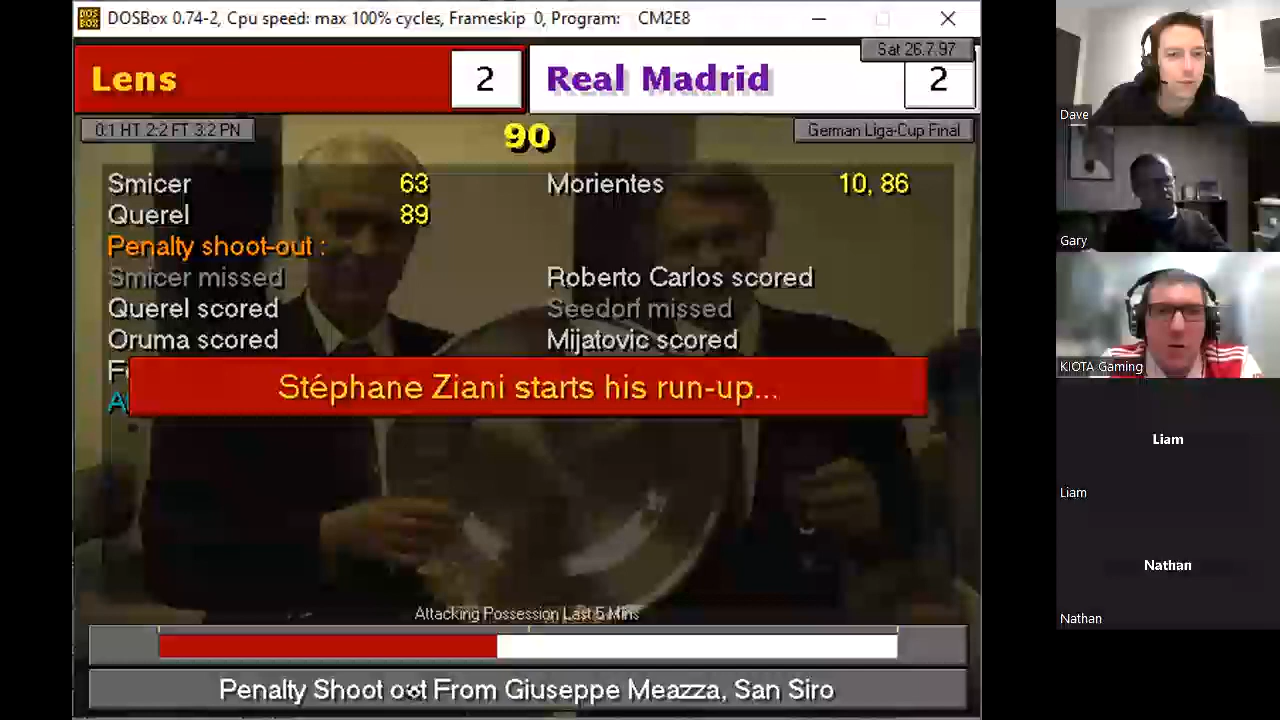 DOSBox 0.74-2, Cpu speed: max 100% cycles, Frameskip 0, Program: CM2E8
Sat 26.7.97
Lens 2 Real Madrid 2
0:1 HT 2:2 FT 3:2 PN
90
German Liga-Cup Final
Smicer 63 Morientes 10, 86
Querel 89
Penalty shoot-out :
Smicer missed Roberto Carlos scored
Querel scored Seedorf missed
Oruma scored Mijatovic scored
Stéphane Ziani starts his run-up...
Attacking Possession Last 5 Mins
Penalty Shoot out From Giuseppe Meazza, San Siro
Dave
Gary
KIOTA Gaming
Liam
Liam
Nathan
Nathan